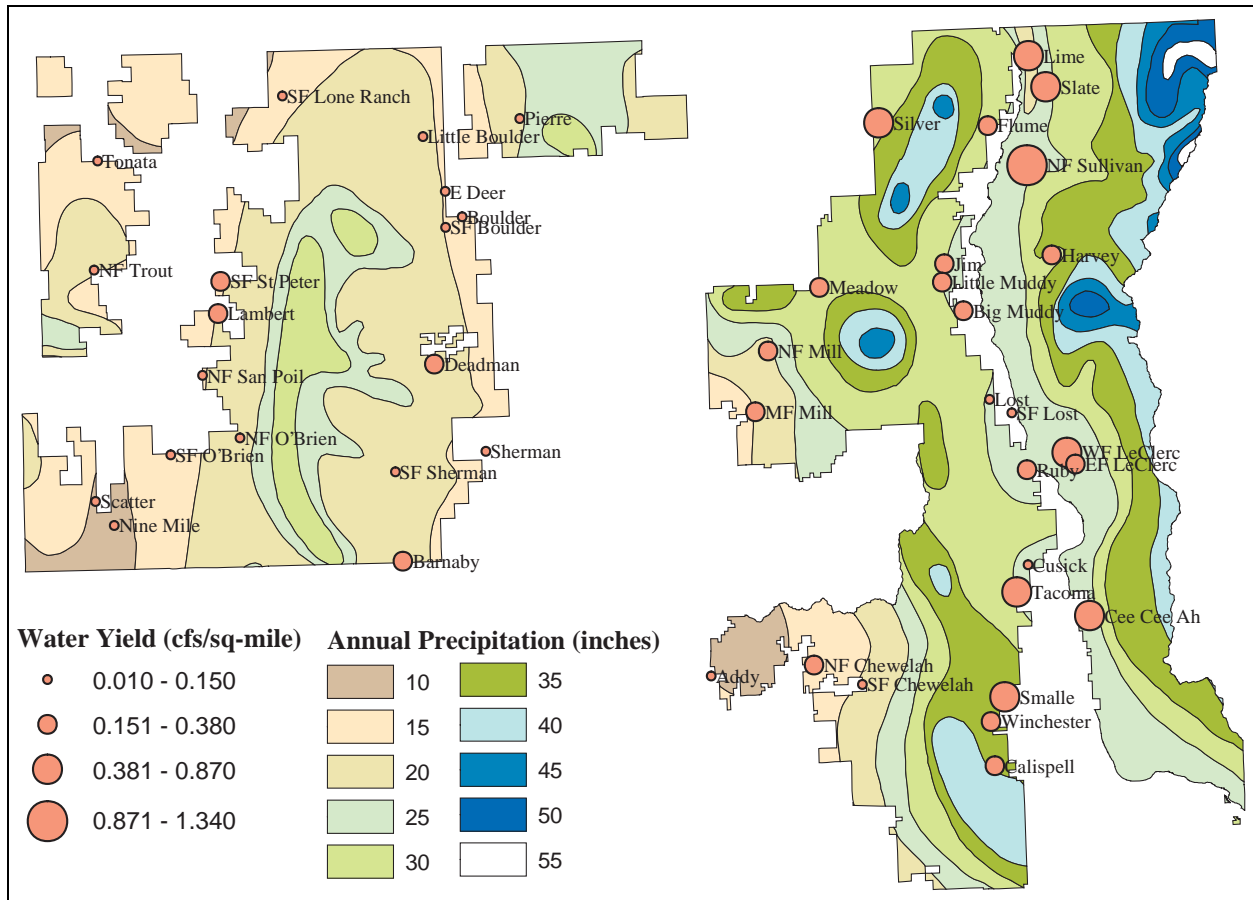 SF Lone Ranch
Pierre
Little Boulder
Tonata
E Deer
Boulder
SF Boulder
NF Trout
SF St Peter
Lambert
Deadman
NF San Poil
NF O'Brien
SF O'Brien
Sherman
SF Sherman
Scatter
Nine Mile
Barnaby
Lime
Slate
Silver
Flume
NF Sullivan
Harvey
Jim
Little Muddy
Meadow
Big Muddy
NF Mill
Lost
SF Lost
MF Mill
WF LeClerc
EF LeClerc
Ruby
Cusick
Tacoma
Cee Cee Ah
NF Chewelah
Addy
SF Chewelah
Smalle
Winchester
Calispell
Water Yield (cfs/sq-mile)
0.010 - 0.150
0.151 - 0.380
0.381 - 0.870
0.871 - 1.340
Annual Precipitation (inches)
10
15
20
25
30
35
40
45
50
55